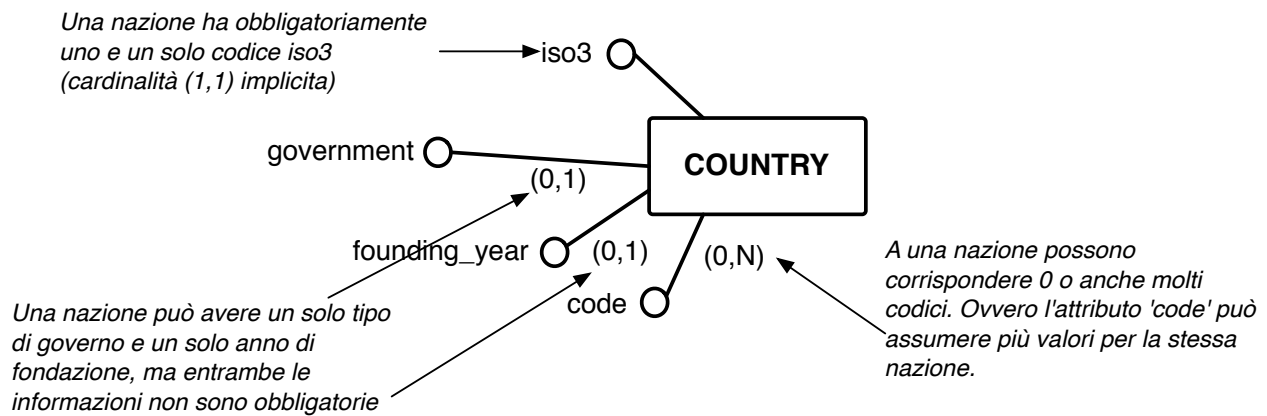 Una nazione ha obbligatoriamente
uno e un solo codice iso3
(cardinalità (1,1) implicita)
iso3
government
COUNTRY
(0,1)
founding_year
(0,1)
(0,N)
code
A una nazione possono
corrispondere 0 o anche molti
codici. Ovvero l'attributo 'code' può
assumere più valori per la stessa
nazione.
Una nazione può avere un solo tipo
di governo e un solo anno di
fondazione, ma entrambe le
informazioni non sono obbligatorie